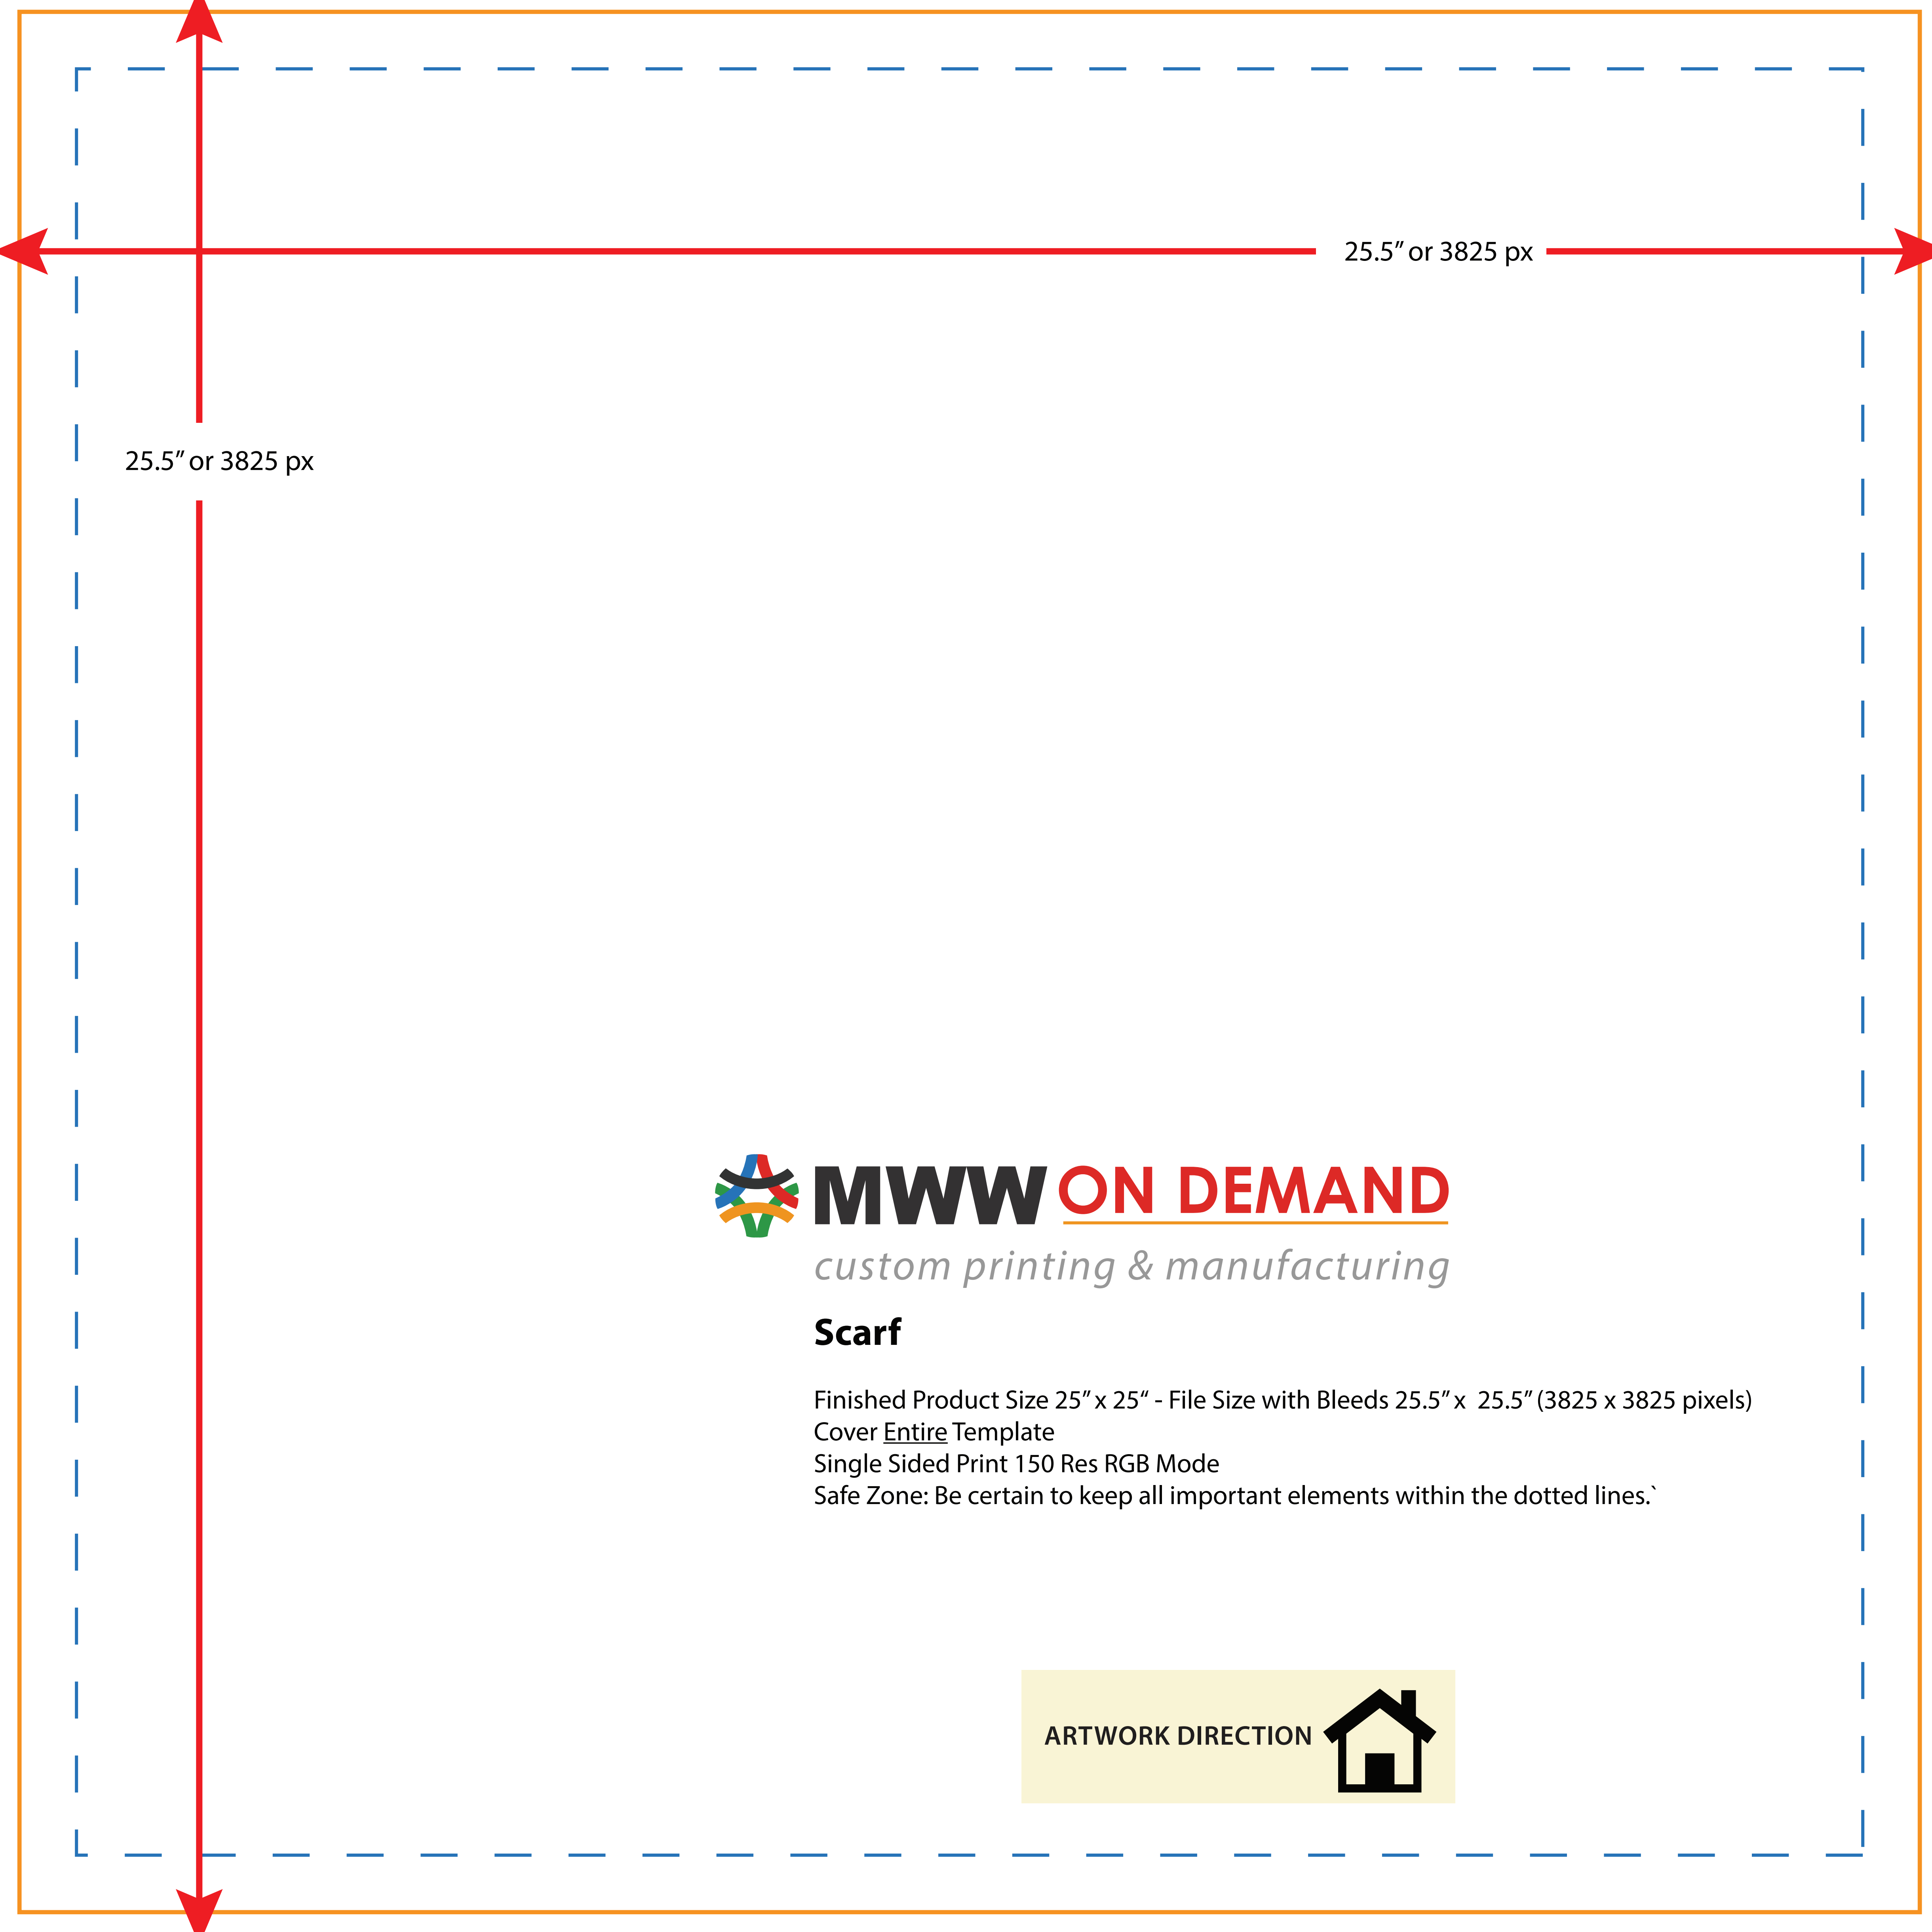 25.5” or 3825 px
25.5” or 3825 px
MWW ON DEMAND
custom printing & manufacturing
Scarf
Finished Product Size 25” x 25“ - File Size with Bleeds 25.5” x  25.5” (3825 x 3825 pixels)
Cover Entire Template
Single Sided Print 150 Res RGB Mode
Safe Zone: Be certain to keep all important elements within the dotted lines.`
ARTWORK DIRECTION